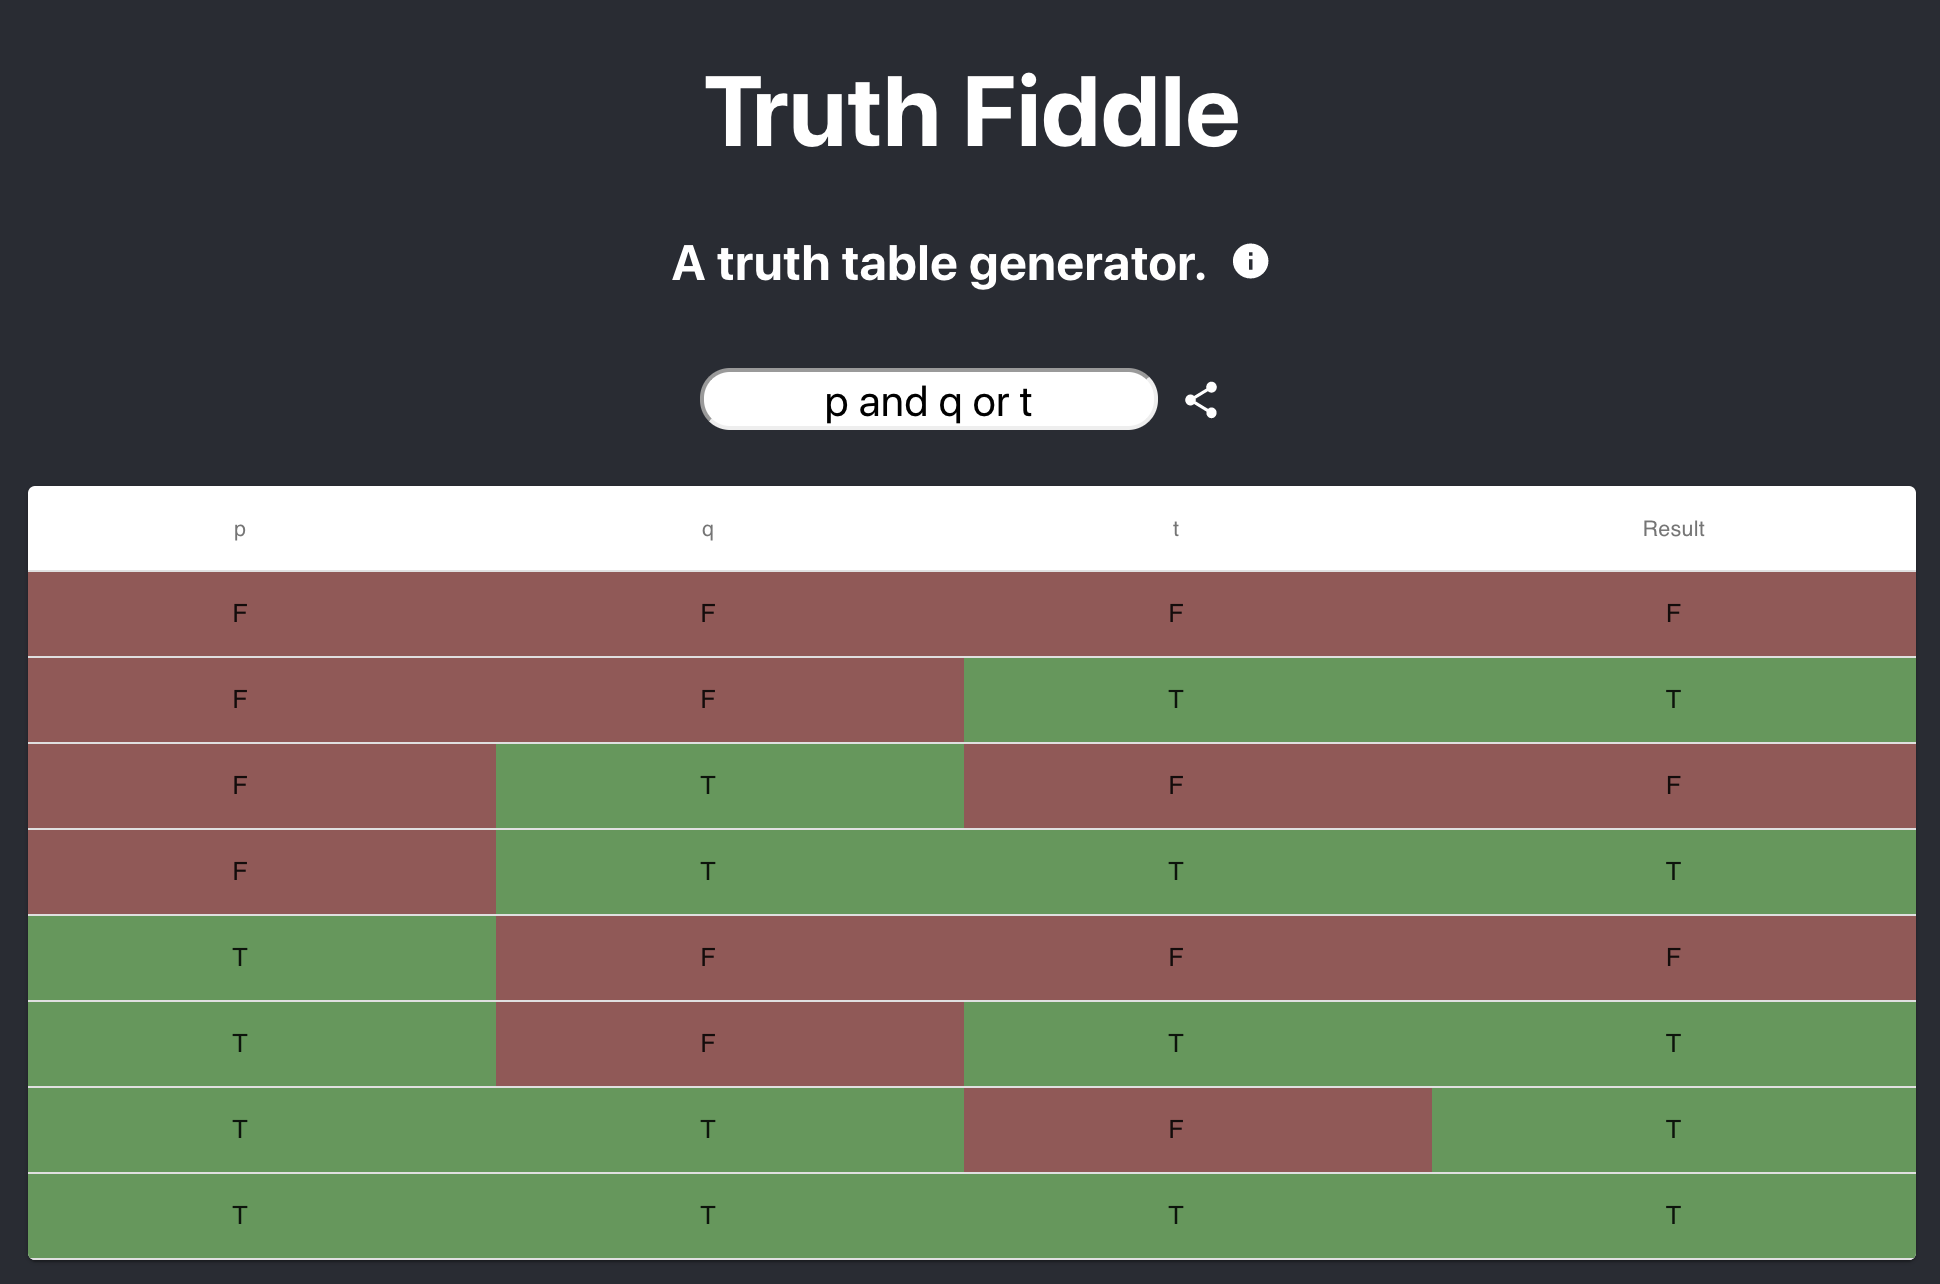 Truth Fiddle
A truth table generator.
p and q or t
p q t Result
F F F F
F F T T
F T F F
F T T T
T F F F
T F T T
T T F T
T T T T